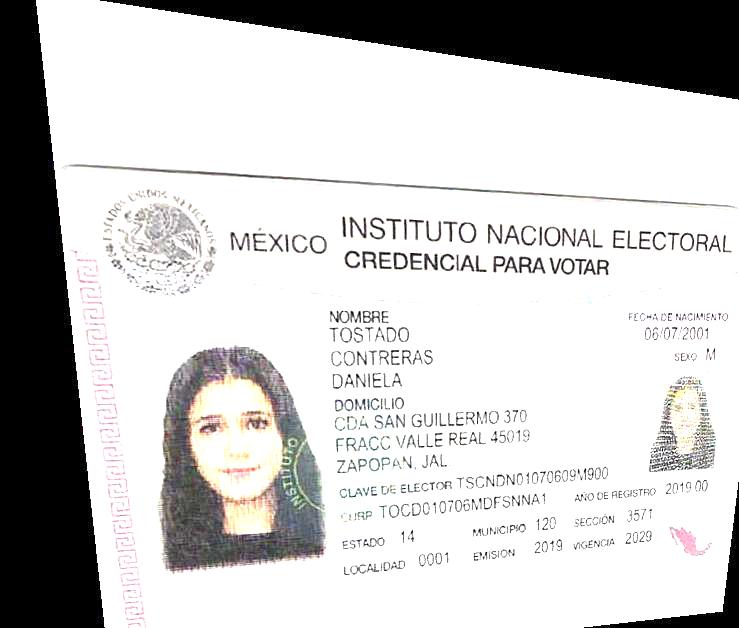 ESTADOS UNIDOS MEXICANOS
MÉXICO
INSTITUTO NACIONAL ELECTORAL
CREDENCIAL PARA VOTAR
NOMBRE
TOSTADO
CONTRERAS
DANIELA
FECHA DE NACIMIENTO
06/07/2001
SEXO M
DOMICILIO
CDA SAN GUILLERMO 370
FRACC VALLE REAL 45019
ZAPOPAN, JAL.
CLAVE DE ELECTOR TSCNDN01070609M900
CURP TOCD010706MDFSNNA1
AÑO DE REGISTRO 2019 00
ESTADO 14
MUNICIPIO 120
SECCIÓN 3571
LOCALIDAD 0001
EMISIÓN 2019
VIGENCIA 2029
INSTITUTO